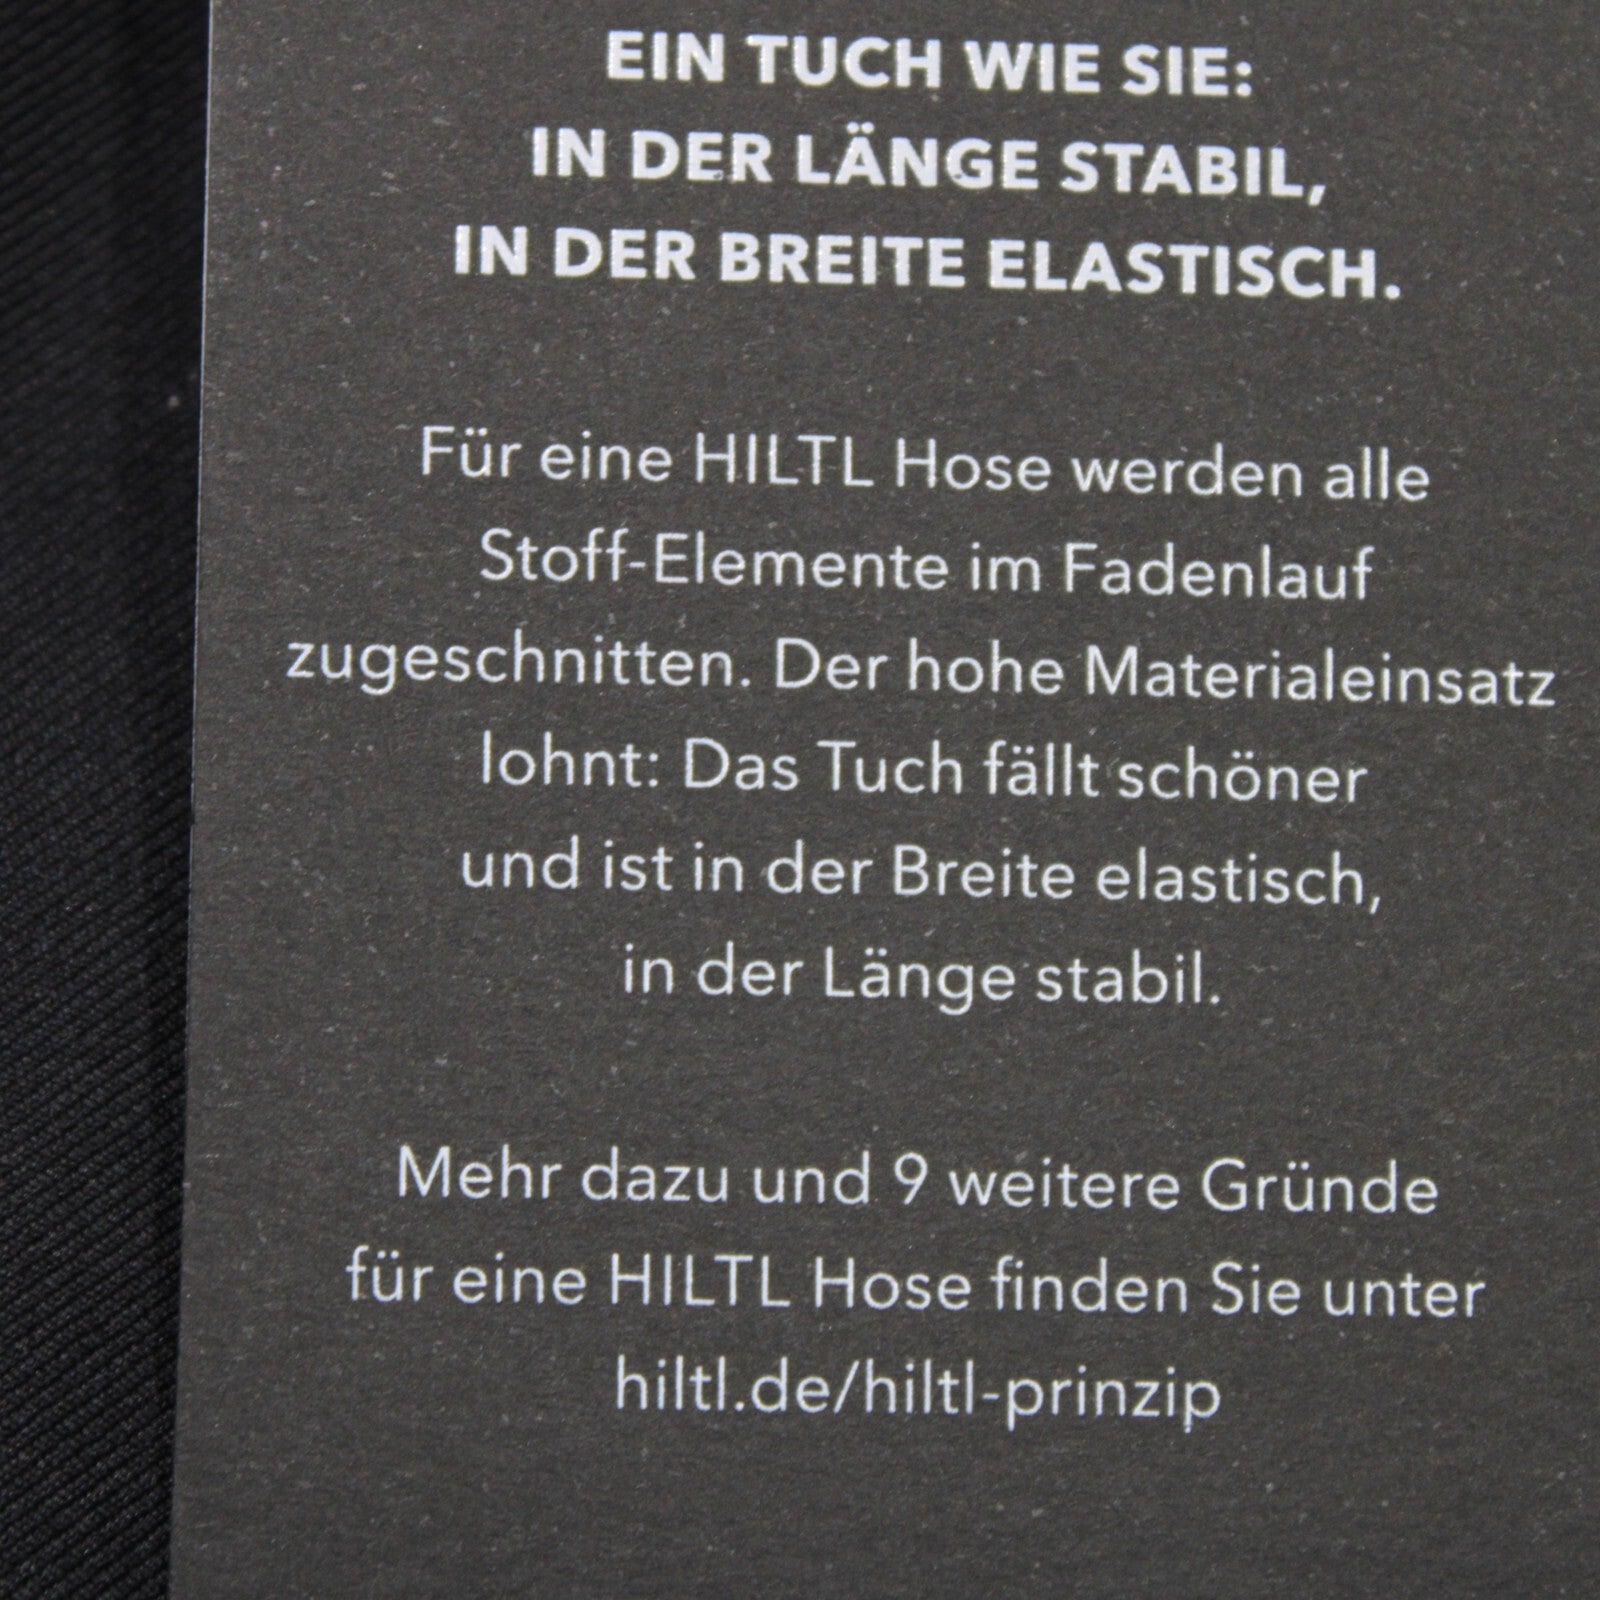 EIN TUCH WIE SIE:
IN DER LÄNGE STABIL,
IN DER BREITE ELASTISCH.
Für eine HILTL Hose werden alle
Stoff-Elemente im Fadenlauf
zugeschnitten. Der hohe Materialeinsatz
lohnt: Das Tuch fällt schöner
und ist in der Breite elastisch,
in der Länge stabil.
Mehr dazu und 9 weitere Gründe
für eine HILTL Hose finden Sie unter
hiltl.de/hiltl-prinzip